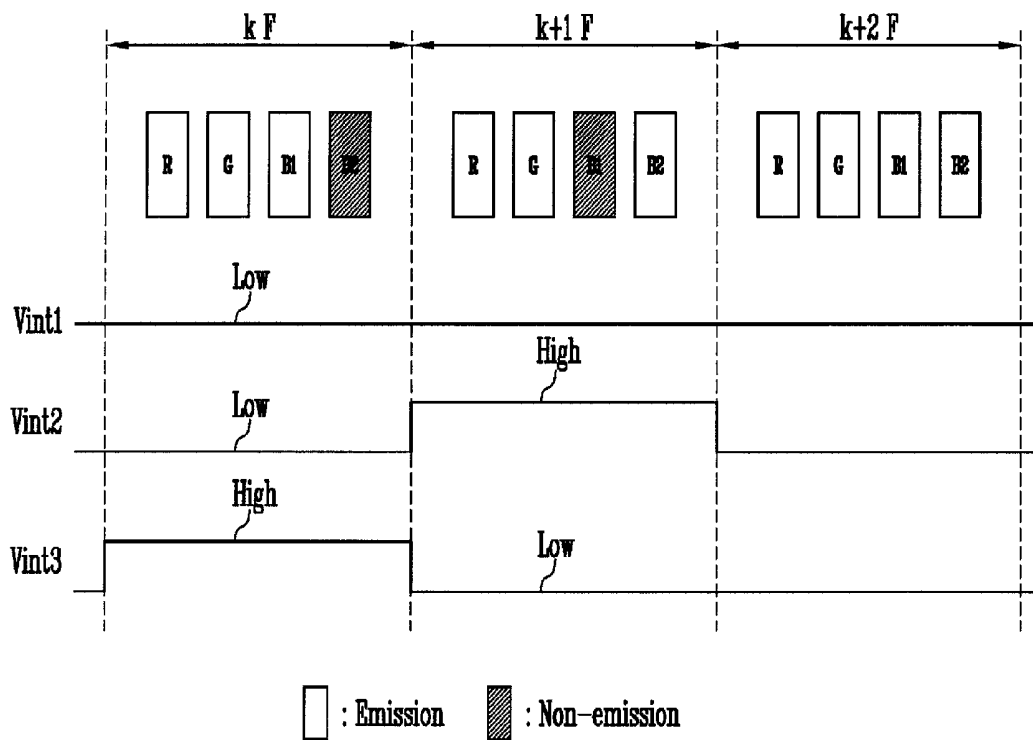 k F k+1 F k+2 F
R G B1 B2 R G B1 B2 R G B1 B2
Low
Vint1
High
Low
Vint2
High
Low
Vint3
: Emission : Non-emission